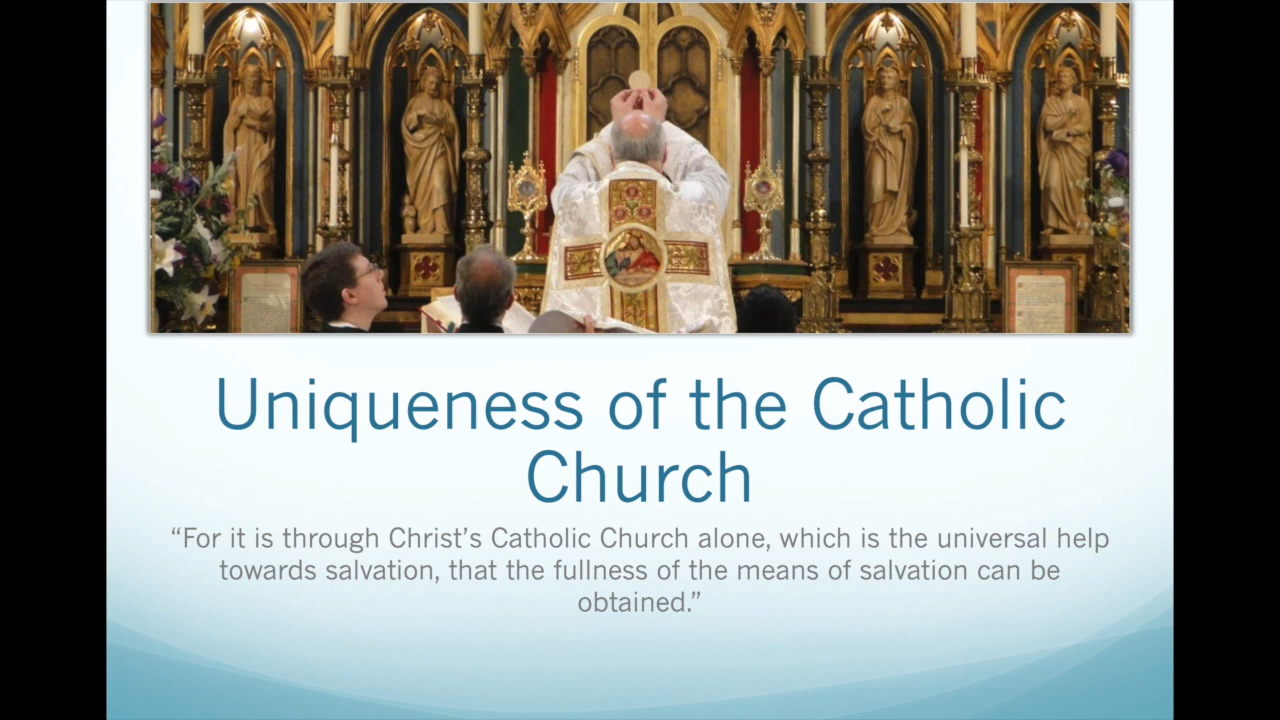 Uniqueness of the Catholic
Church
“For it is through Christ’s Catholic Church alone, which is the universal help
towards salvation, that the fullness of the means of salvation can be
obtained.”